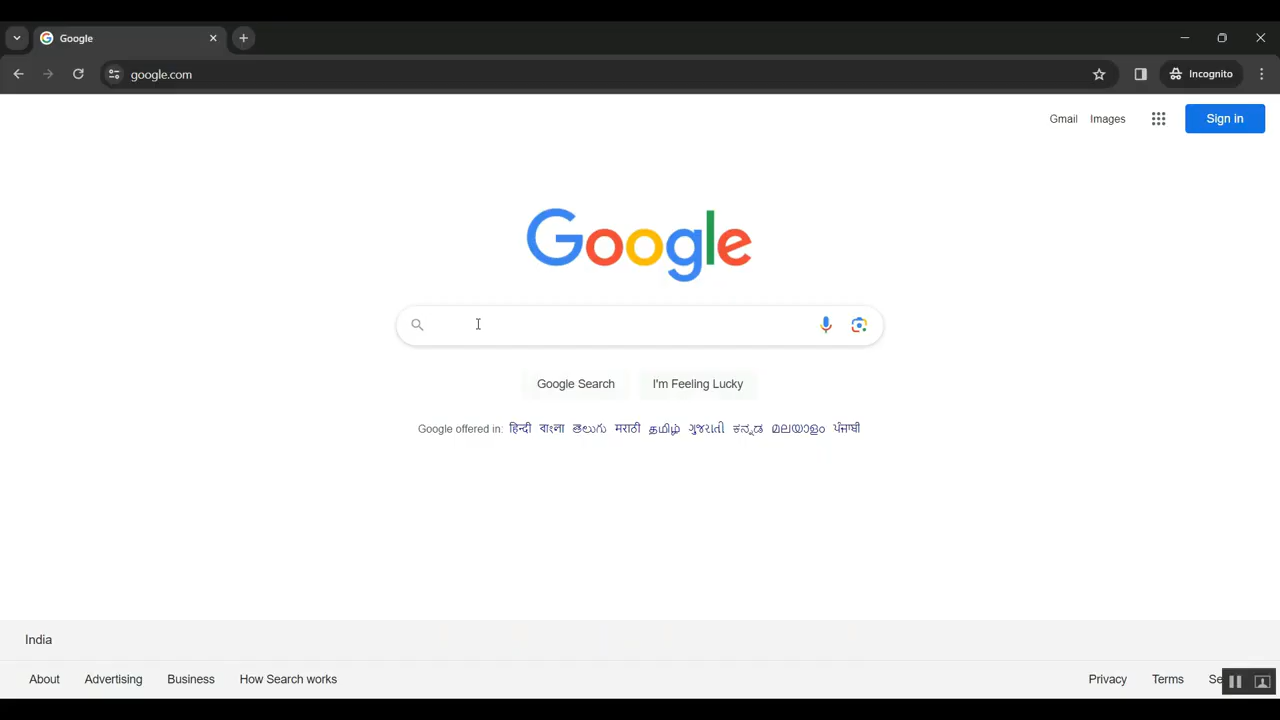 Google
google.com
Incognito
Gmail Images Sign in
Google
Google Search I'm Feeling Lucky
Google offered in: हिन्दी বাংলা తెలుగు मराठी தமிழ் ગુજરાતી ಕನ್ನಡ മലയാളം ਪੰਜਾਬੀ
India
About Advertising Business How Search works Privacy Terms Se